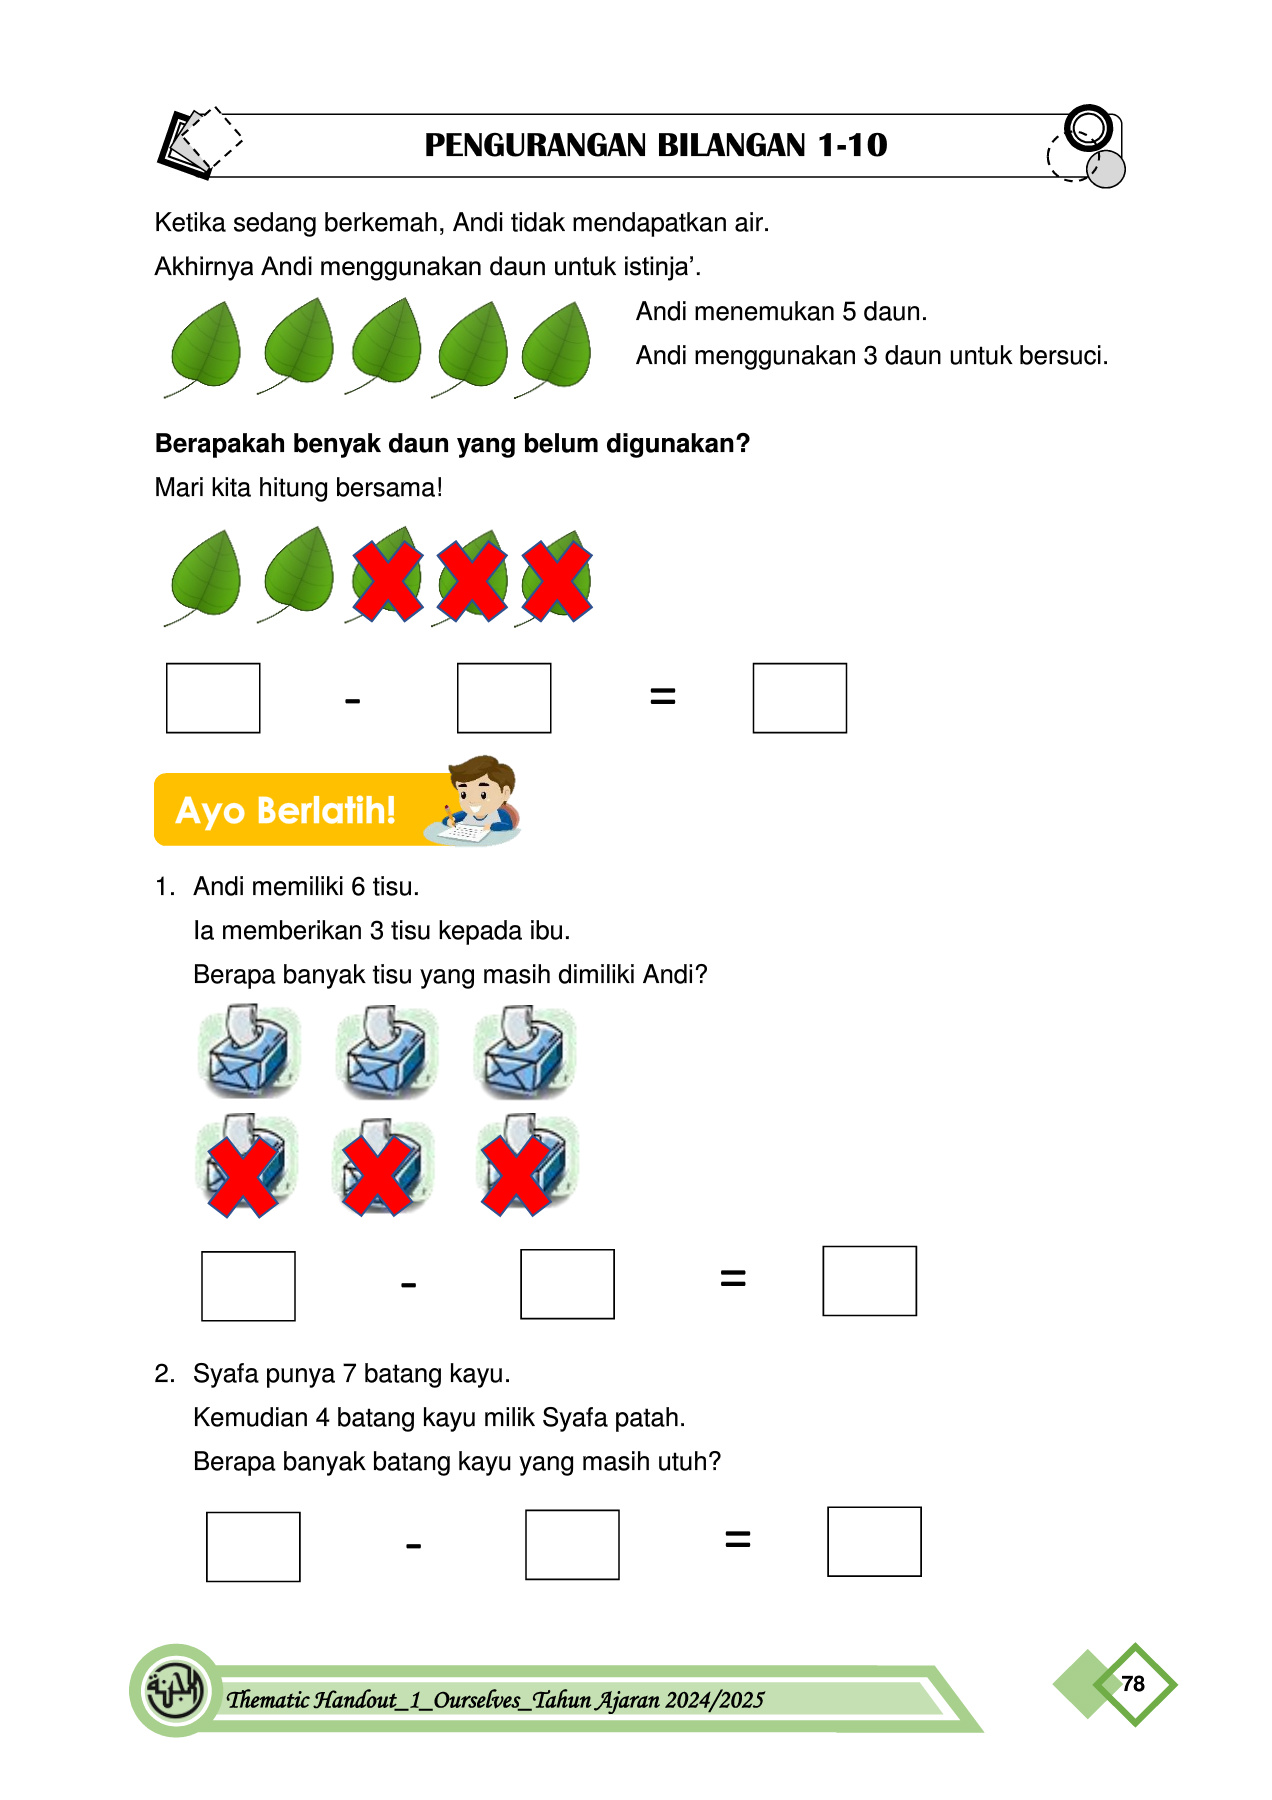 PENGURANGAN BILANGAN 1-10
Ketika sedang berkemah, Andi tidak mendapatkan air.
Akhirnya Andi menggunakan daun untuk istinja’.
Andi menemukan 5 daun.
Andi menggunakan 3 daun untuk bersuci.
Berapakah benyak daun yang belum digunakan?
Mari kita hitung bersama!
- =
Ayo Berlatih!
1. Andi memiliki 6 tisu.
Ia memberikan 3 tisu kepada ibu.
Berapa banyak tisu yang masih dimiliki Andi?
- =
2. Syafa punya 7 batang kayu.
Kemudian 4 batang kayu milik Syafa patah.
Berapa banyak batang kayu yang masih utuh?
- =
Thematic Handout_1_Ourselves_Tahun Ajaran 2024/2025
78